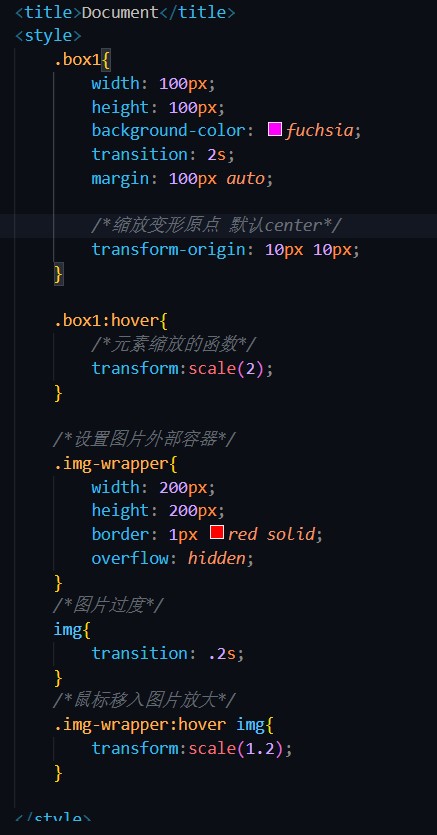 <title>Document</title>
<style>
.box1{
width: 100px;
height: 100px;
background-color: fuchsia;
transition: 2s;
margin: 100px auto;
/*缩放变形原点 默认center*/
transform-origin: 10px 10px;
}
.box1:hover{
/*元素缩放的函数*/
transform:scale(2);
}
/*设置图片外部容器*/
.img-wrapper{
width: 200px;
height: 200px;
border: 1px red solid;
overflow: hidden;
}
/*图片过度*/
img{
transition: .2s;
}
/*鼠标移入图片放大*/
.img-wrapper:hover img{
transform:scale(1.2);
}
</style>